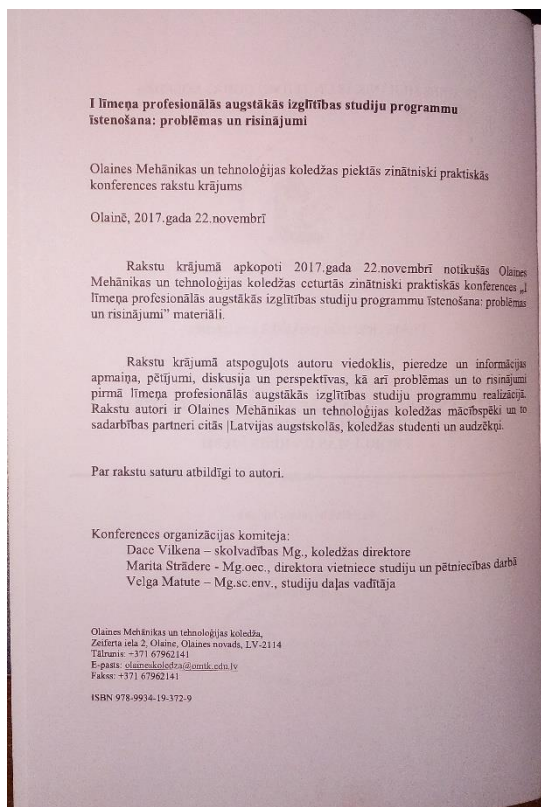 I līmeņa profesionālās augstākās izglītības studiju programmu
īstenošana: problēmas un risinājumi
Olaines Mehānikas un tehnoloģijas koledžas piektās zinātniski praktiskās
konferences rakstu krājums
Olainē, 2017.gada 22.novembrī
Rakstu krājumā apkopoti 2017.gada 22.novembrī notikušās Olaines
Mehānikas un tehnoloģijas koledžas ceturtās zinātniski praktiskās konferences „I
līmeņa profesionālās augstākās izglītības studiju programmu īstenošana: problēmas
un risinājumi” materiāli.
Rakstu krājumā atspoguļots autoru viedoklis, pieredze un informācijas
apmaiņa, pētījumi, diskusija un perspektīvas, kā arī problēmas un to risinājumi
pirmā līmeņa profesionālās augstākās izglītības studiju programmu realizācijā.
Rakstu autori ir Olaines Mehānikas un tehnoloģijas koledžas mācībspēki un to
sadarbības partneri citās |Latvijas augstskolās, koledžas studenti un audzēkņi.
Par rakstu saturu atbildīgi to autori.
Konferences organizācijas komiteja:
Dace Vilkena – skolvadības Mg., koledžas direktore
Marita Strādere - Mg.oec., direktora vietniece studiju un pētniecības darbā
Velga Matute – Mg.sc.env., studiju daļas vadītāja
Olaines Mehānikas un tehnoloģijas koledža,
Zeiferta iela 2, Olaine, Olaines novads, LV-2114
Tālrunis: +371 67962141
E-pasts: olaineskoledza@omtk.edu.lv
Fakss: +371 67962141
ISBN 978-9934-19-372-9